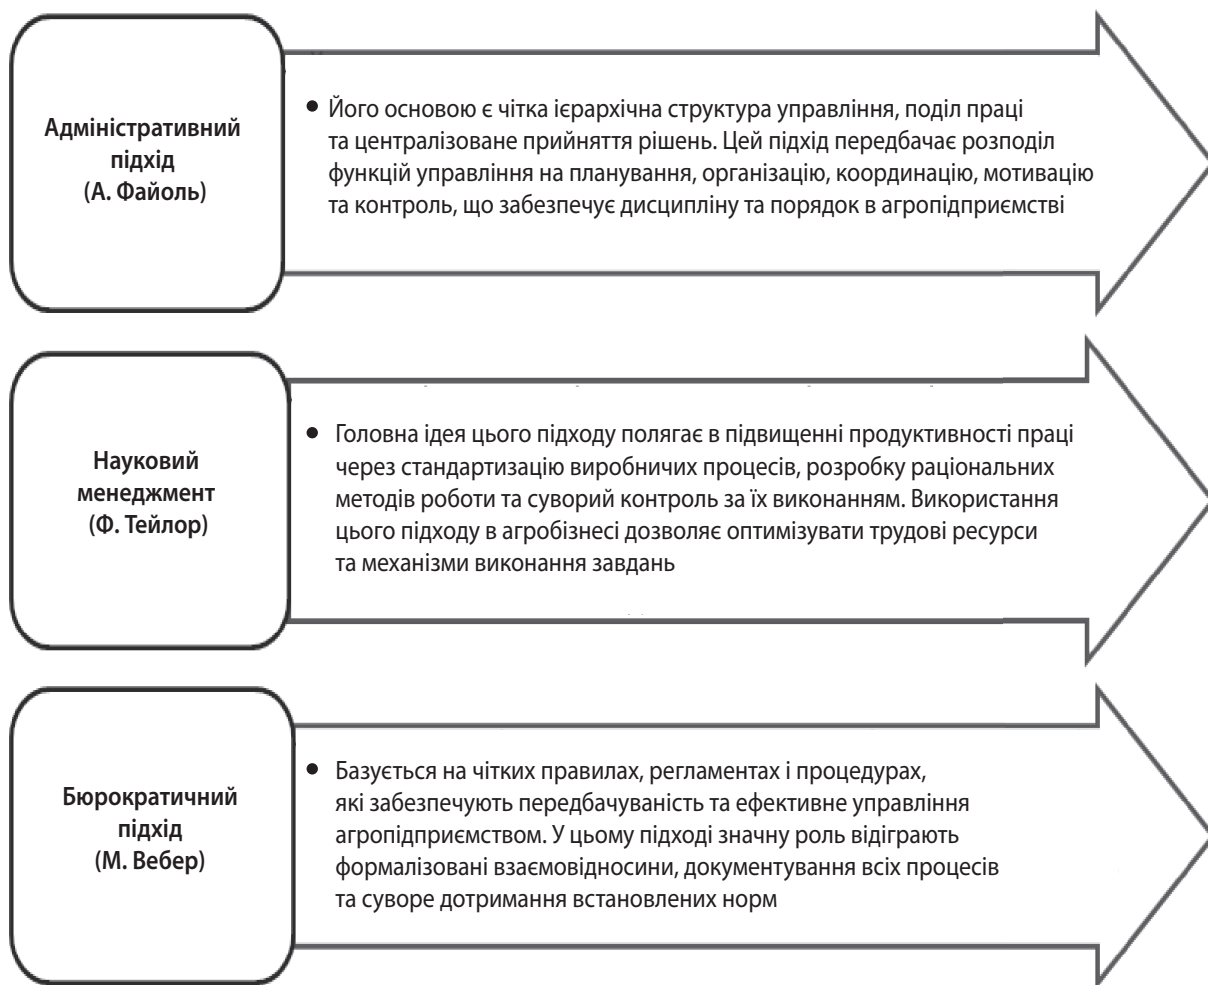 Адміністративний
підхід
(А. Файоль)
• Його основою є чітка ієрархічна структура управління, поділ праці
та централізоване прийняття рішень. Цей підхід передбачає розподіл
функцій управління на планування, організацію, координацію, мотивацію
та контроль, що забезпечує дисципліну та порядок в агропідприємстві
Науковий
менеджмент
(Ф. Тейлор)
• Головна ідея цього підходу полягає в підвищенні продуктивності праці
через стандартизацію виробничих процесів, розробку раціональних
методів роботи та суворий контроль за їх виконанням. Використання
цього підходу в агробізнесі дозволяє оптимізувати трудові ресурси
та механізми виконання завдань
Бюрократичний
підхід
(М. Вебер)
• Базується на чітких правилах, регламентах і процедурах,
які забезпечують передбачуваність та ефективне управління
агропідприємством. У цьому підході значну роль відіграють
формалізовані взаємовідносини, документування всіх процесів
та суворе дотримання встановлених норм